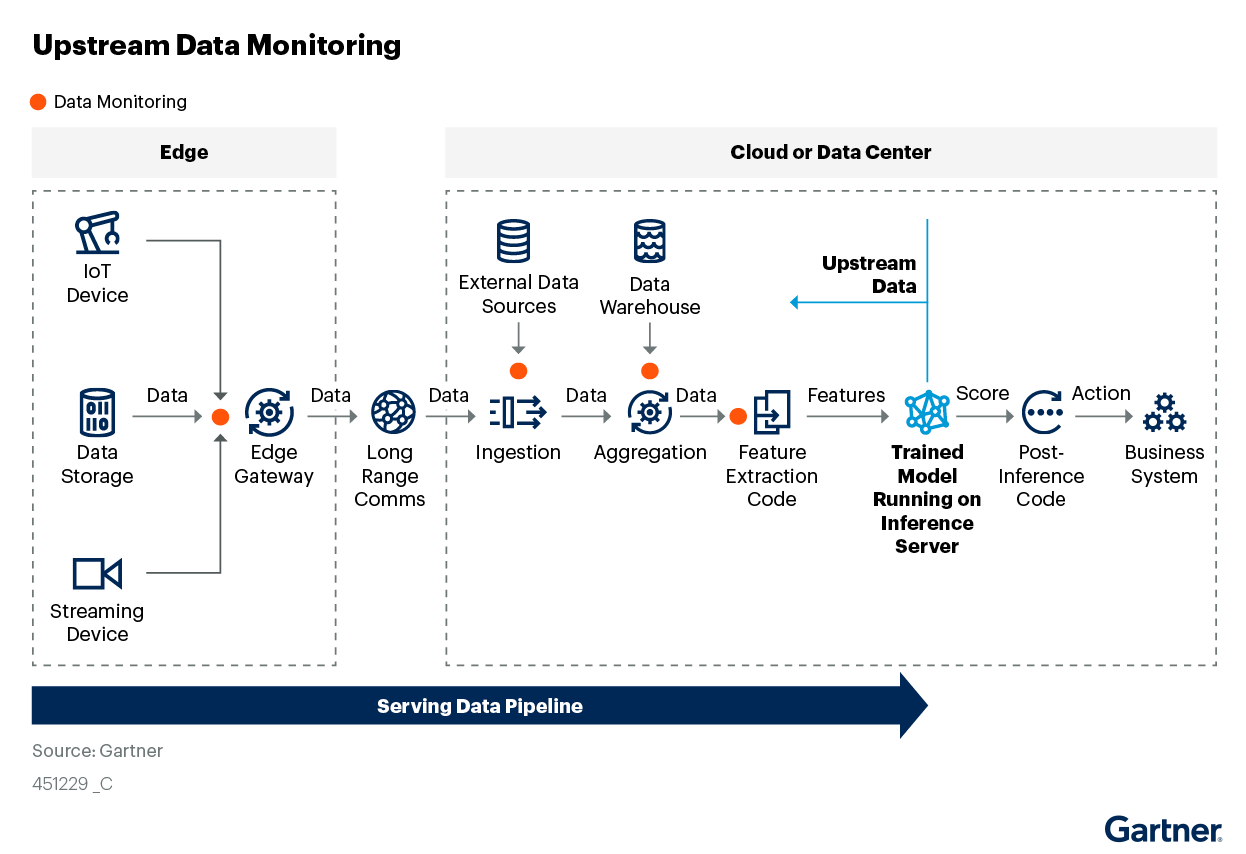 Upstream Data Monitoring
Data Monitoring
Edge
Cloud or Data Center
IoT
Device
External Data
Sources
Data
Warehouse
Upstream
Data
Data
Data
Storage
Edge
Gateway
Data
Long
Range
Comms
Data
Ingestion
Data
Aggregation
Data
Feature
Extraction
Code
Features
Trained
Model
Running on
Inference
Server
Score
Post-
Inference
Code
Action
Business
System
Streaming
Device
Serving Data Pipeline
Source: Gartner
451229 _C
Gartner